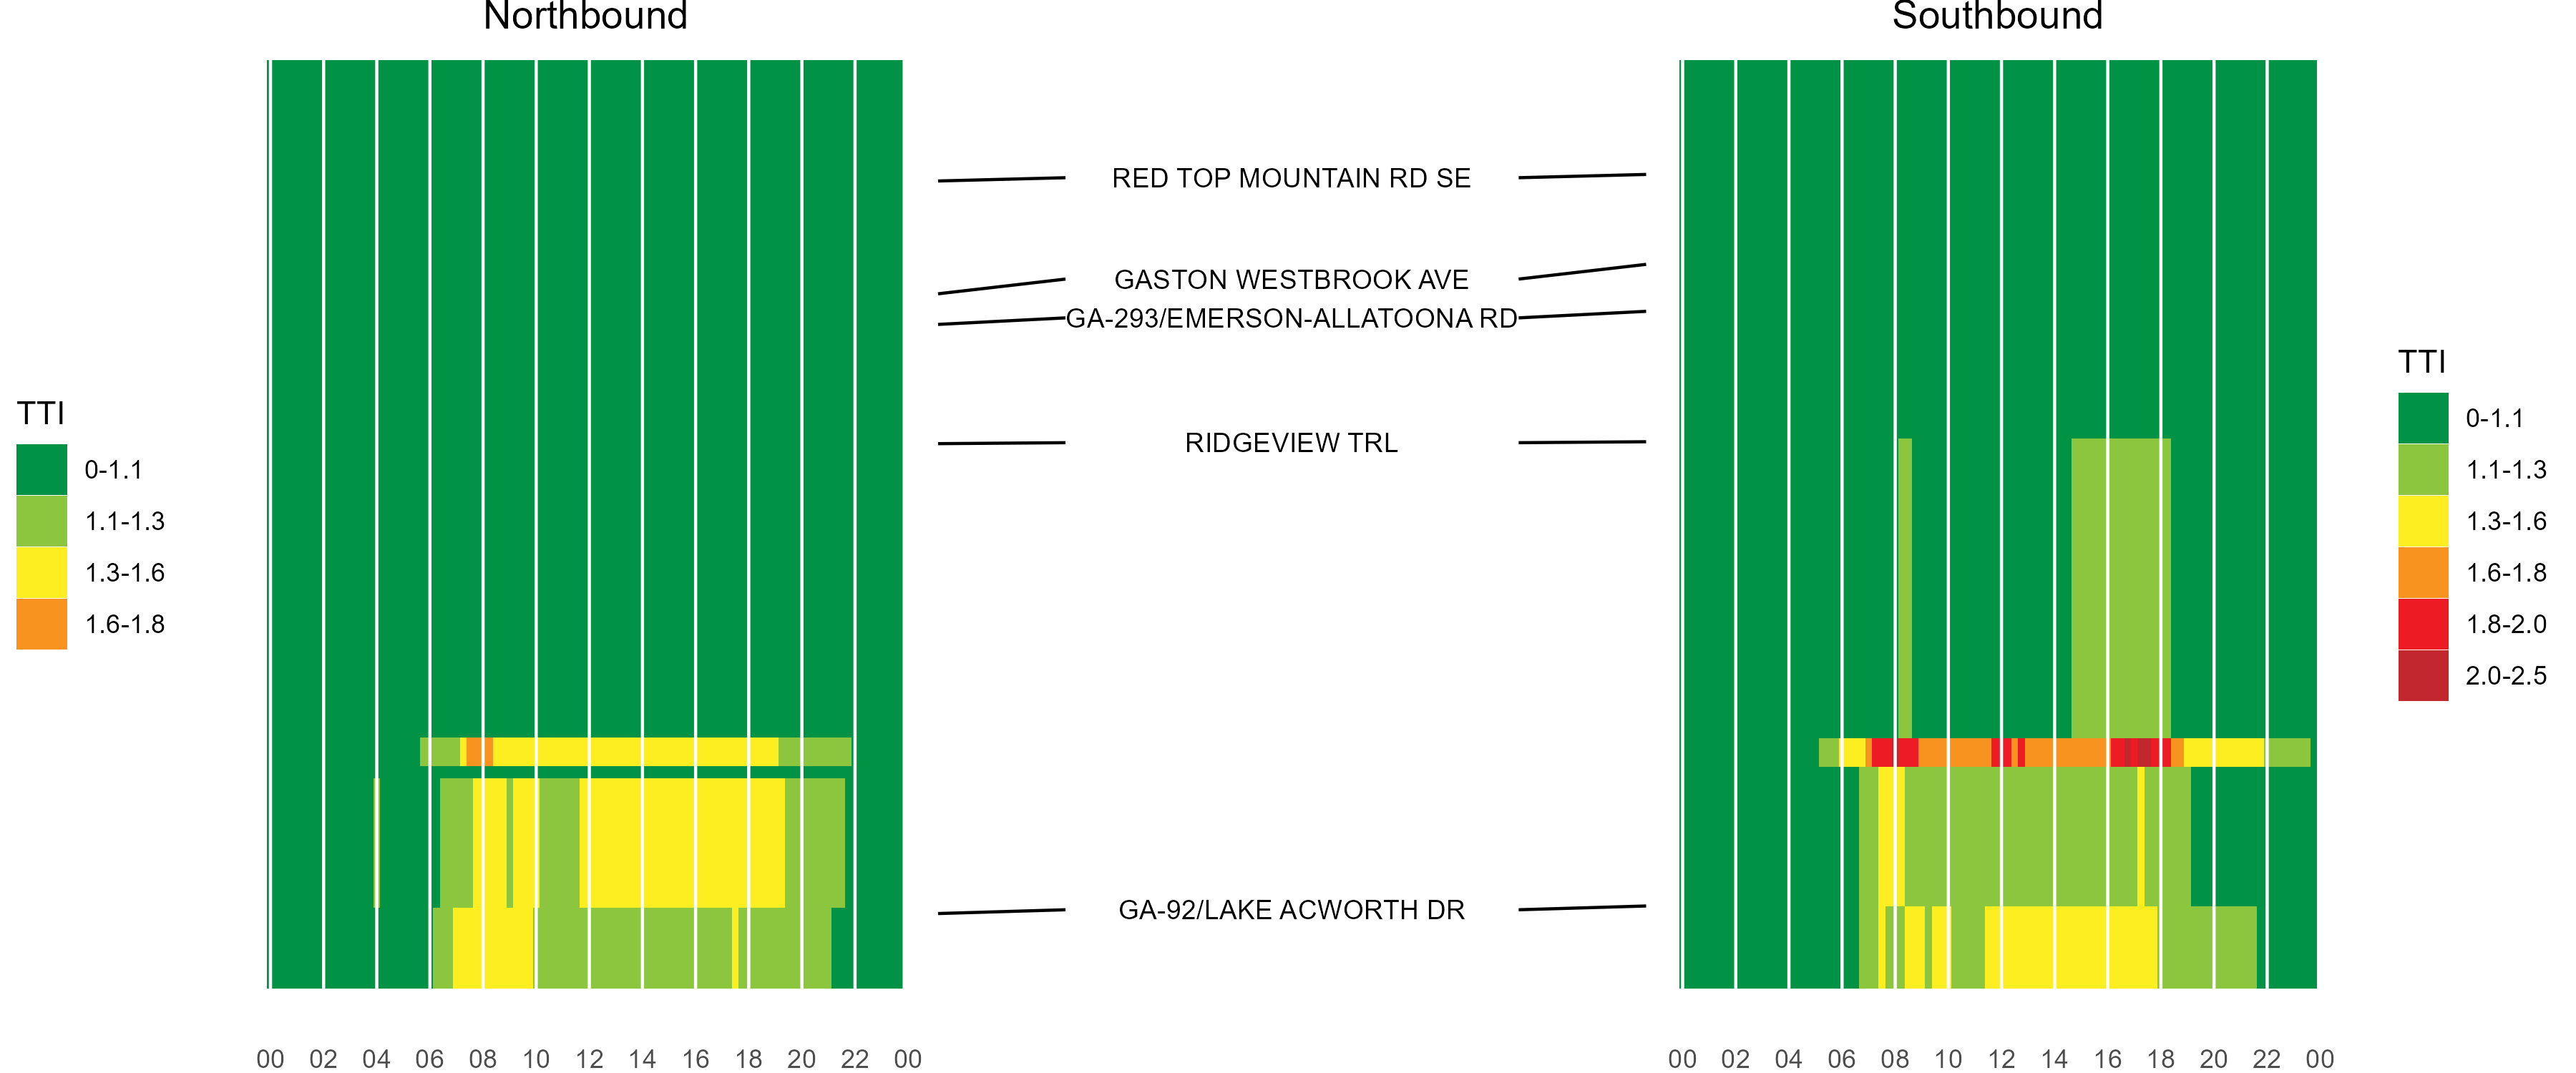 Northbound
Southbound
RED TOP MOUNTAIN RD SE
GASTON WESTBROOK AVE
GA-293/EMERSON-ALLATOONA RD
RIDGEVIEW TRL
GA-92/LAKE ACWORTH DR
TTI
0-1.1
1.1-1.3
1.3-1.6
1.6-1.8
TTI
0-1.1
1.1-1.3
1.3-1.6
1.6-1.8
1.8-2.0
2.0-2.5
00 02 04 06 08 10 12 14 16 18 20 22 00
00 02 04 06 08 10 12 14 16 18 20 22 00